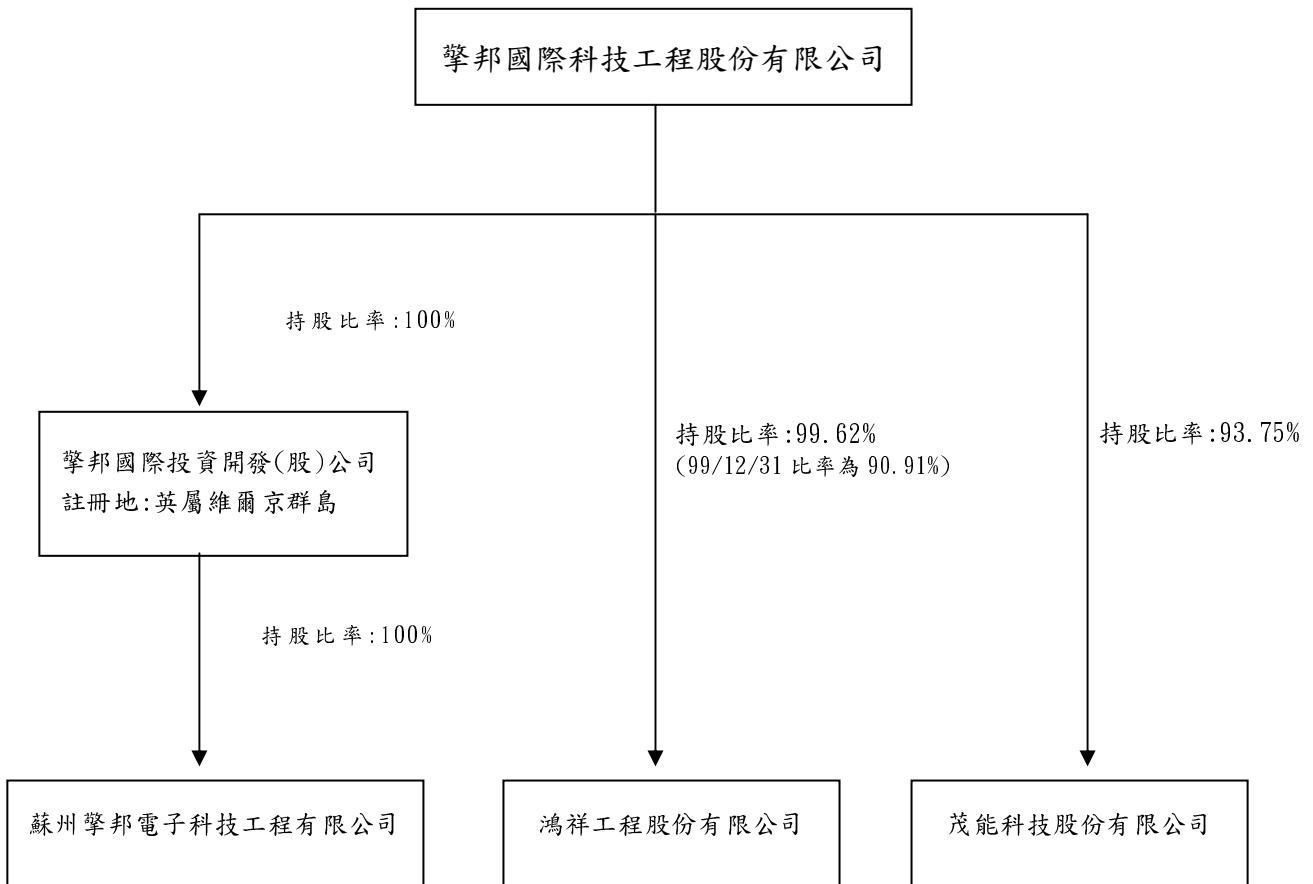 擎邦國際科技工程股份有限公司
持股比率:100%
擎邦國際投資開發(股)公司
註冊地:英屬維爾京群島
持股比率:99.62%
(99/12/31 比率為 90.91%)
持股比率:93.75%
持股比率:100%
蘇州擎邦電子科技工程有限公司
鴻祥工程股份有限公司
茂能科技股份有限公司